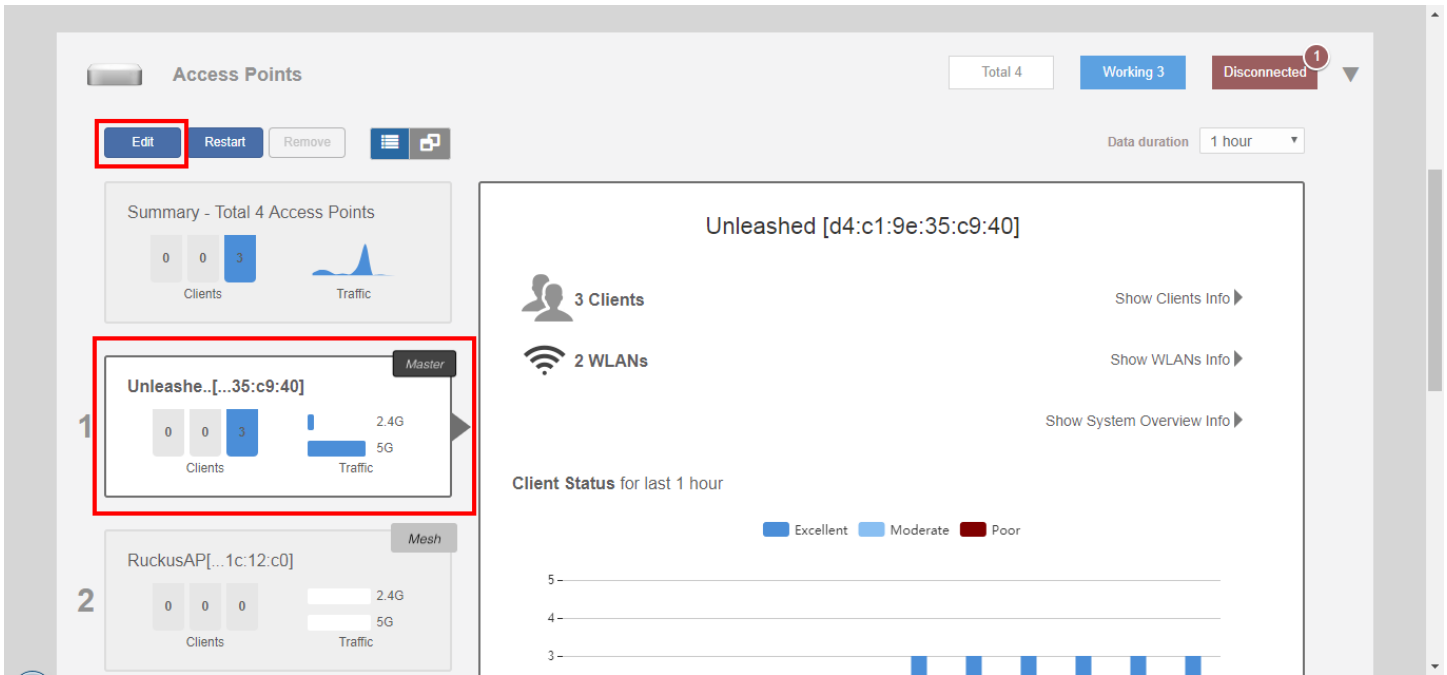 Access Points
Total 4
Working 3
Disconnected
1
Edit
Restart
Remove
Data duration
1 hour
Summary - Total 4 Access Points
0 0 3
Clients
Traffic
Master
Unleashe..[...35:c9:40]
1
0 0 3
2.4G
5G
Clients
Traffic
Mesh
RuckusAP[...1c:12:c0]
2
0 0 0
2.4G
5G
Clients
Traffic
Unleashed [d4:c1:9e:35:c9:40]
3 Clients
Show Clients Info
2 WLANs
Show WLANs Info
Show System Overview Info
Client Status for last 1 hour
Excellent
Moderate
Poor
5
4
3